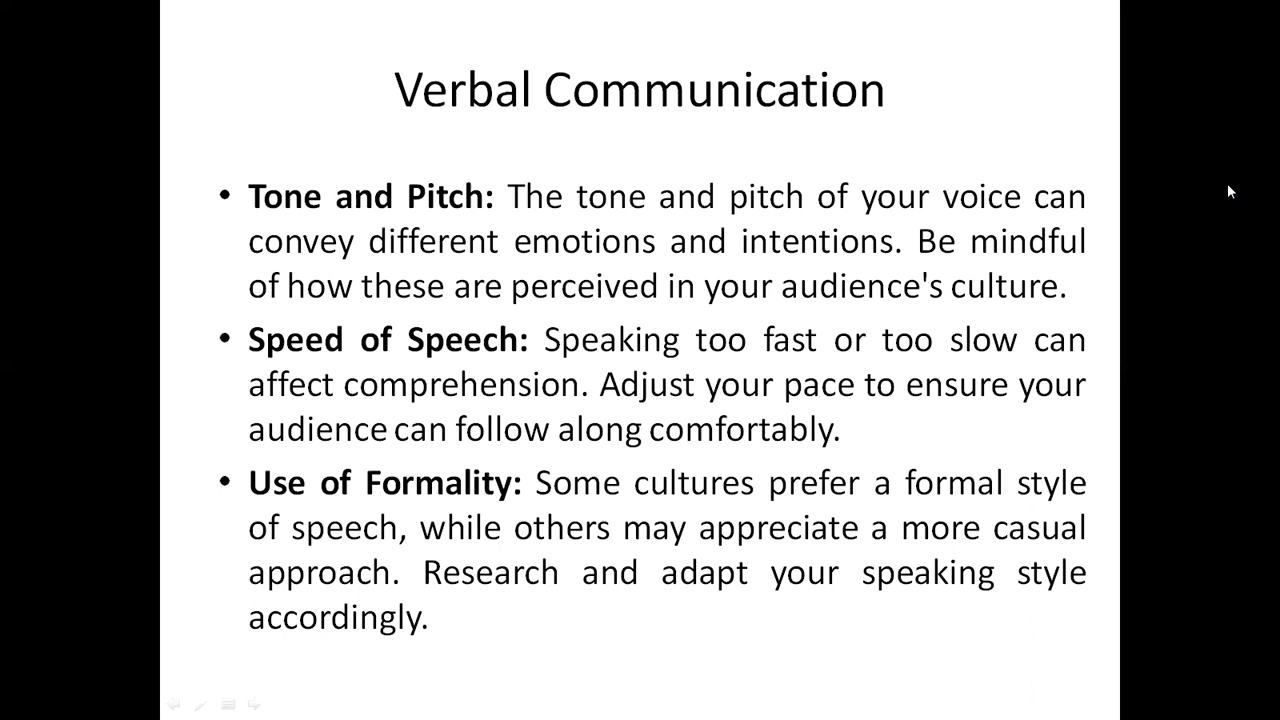 Verbal Communication
• Tone and Pitch: The tone and pitch of your voice can
convey different emotions and intentions. Be mindful
of how these are perceived in your audience's culture.
• Speed of Speech: Speaking too fast or too slow can
affect comprehension. Adjust your pace to ensure your
audience can follow along comfortably.
• Use of Formality: Some cultures prefer a formal style
of speech, while others may appreciate a more casual
approach. Research and adapt your speaking style
accordingly.